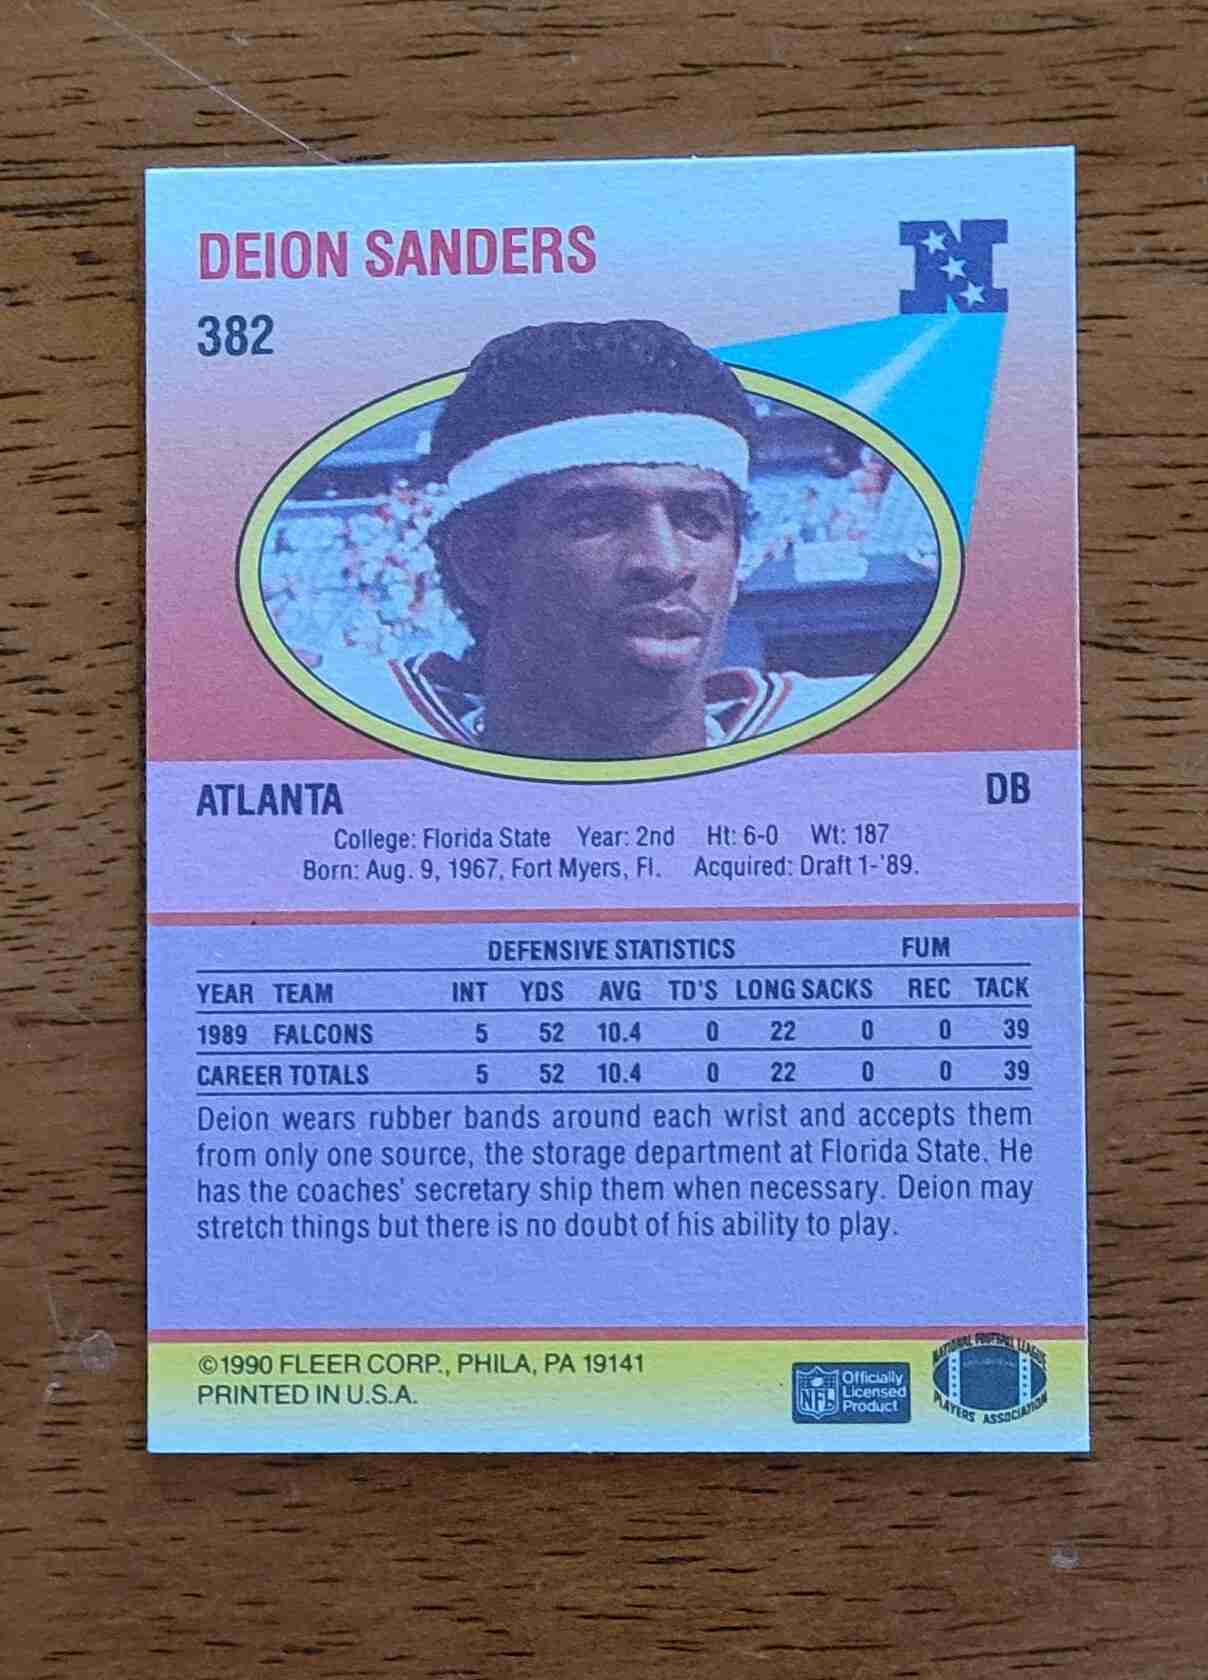 DEION SANDERS
382
ATLANTA DB
College: Florida State Year: 2nd Ht: 6-0 Wt: 187
Born: Aug. 9, 1967, Fort Myers, Fl. Acquired: Draft 1-'89.
DEFENSIVE STATISTICS FUM
YEAR TEAM INT YDS AVG TD'S LONG SACKS REC TACK
1989 FALCONS 5 52 10.4 0 22 0 0 39
CAREER TOTALS 5 52 10.4 0 22 0 0 39
Deion wears rubber bands around each wrist and accepts them
from only one source, the storage department at Florida State. He
has the coaches' secretary ship them when necessary. Deion may
stretch things but there is no doubt of his ability to play.
©1990 FLEER CORP., PHILA, PA 19141
PRINTED IN U.S.A.
NFL
Officially
Licensed
Product
NATIONAL FOOTBALL LEAGUE
PLAYERS ASSOCIATION